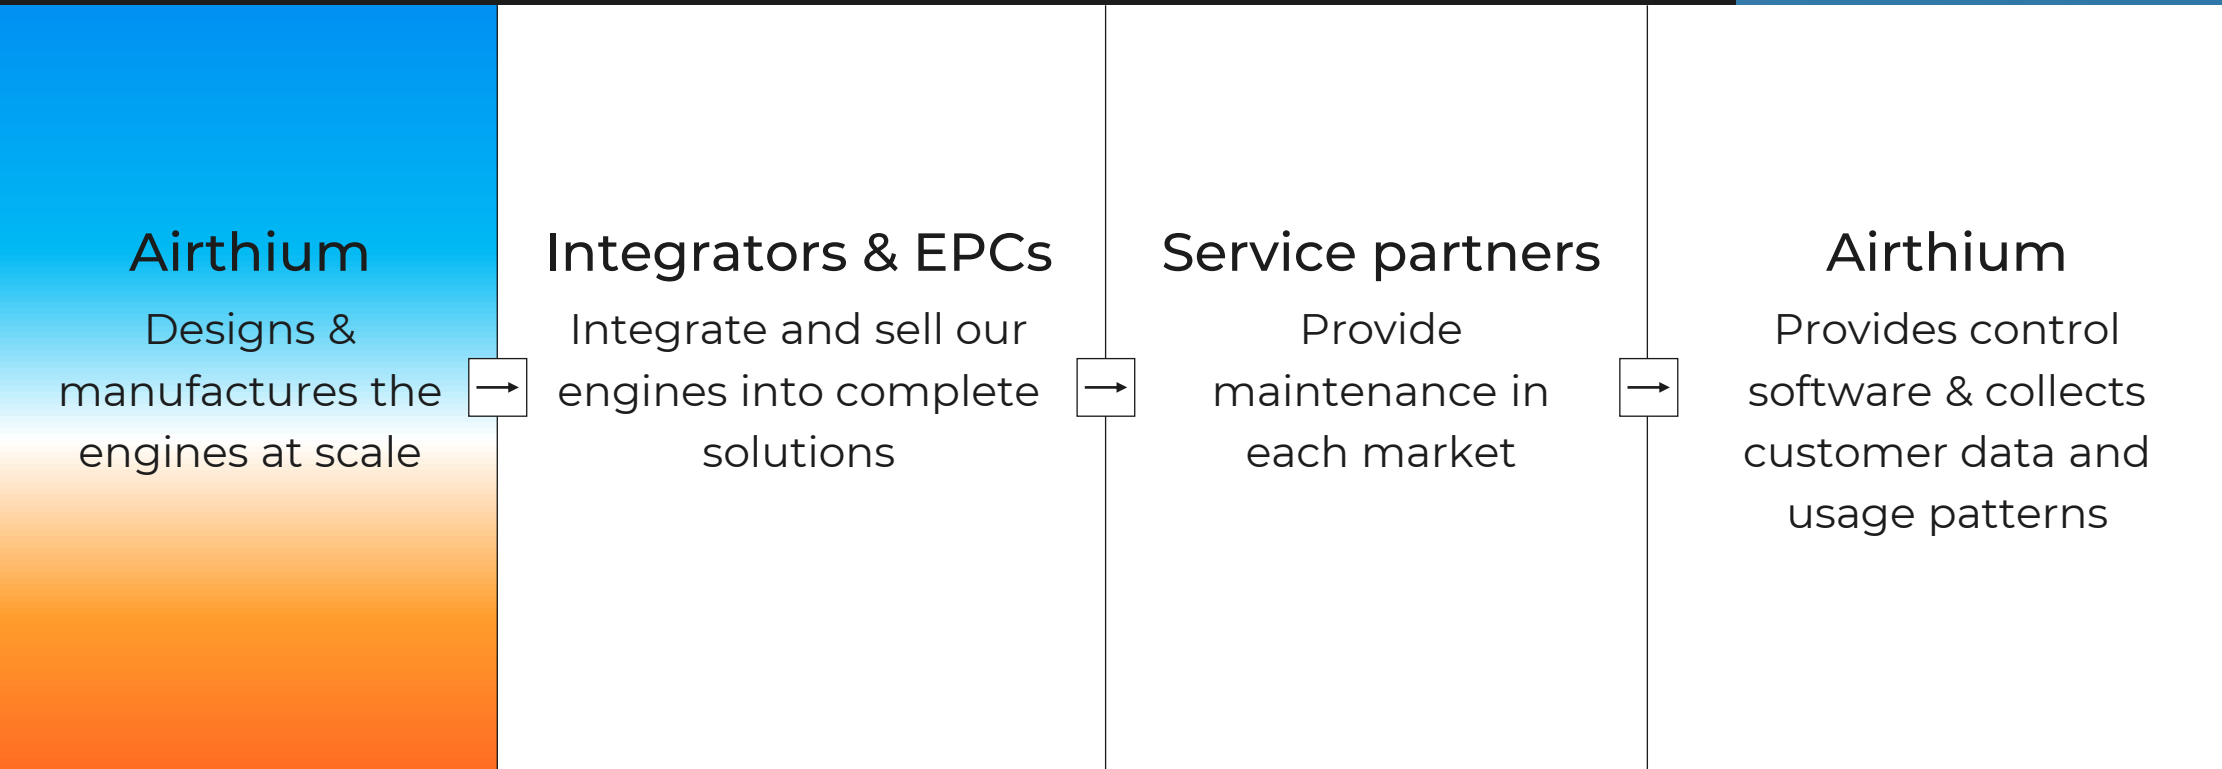 Airthium
Designs &
manufactures the
engines at scale
Integrators & EPCs
Integrate and sell our
engines into complete
solutions
Service partners
Provide
maintenance in
each market
Airthium
Provides control
software & collects
customer data and
usage patterns